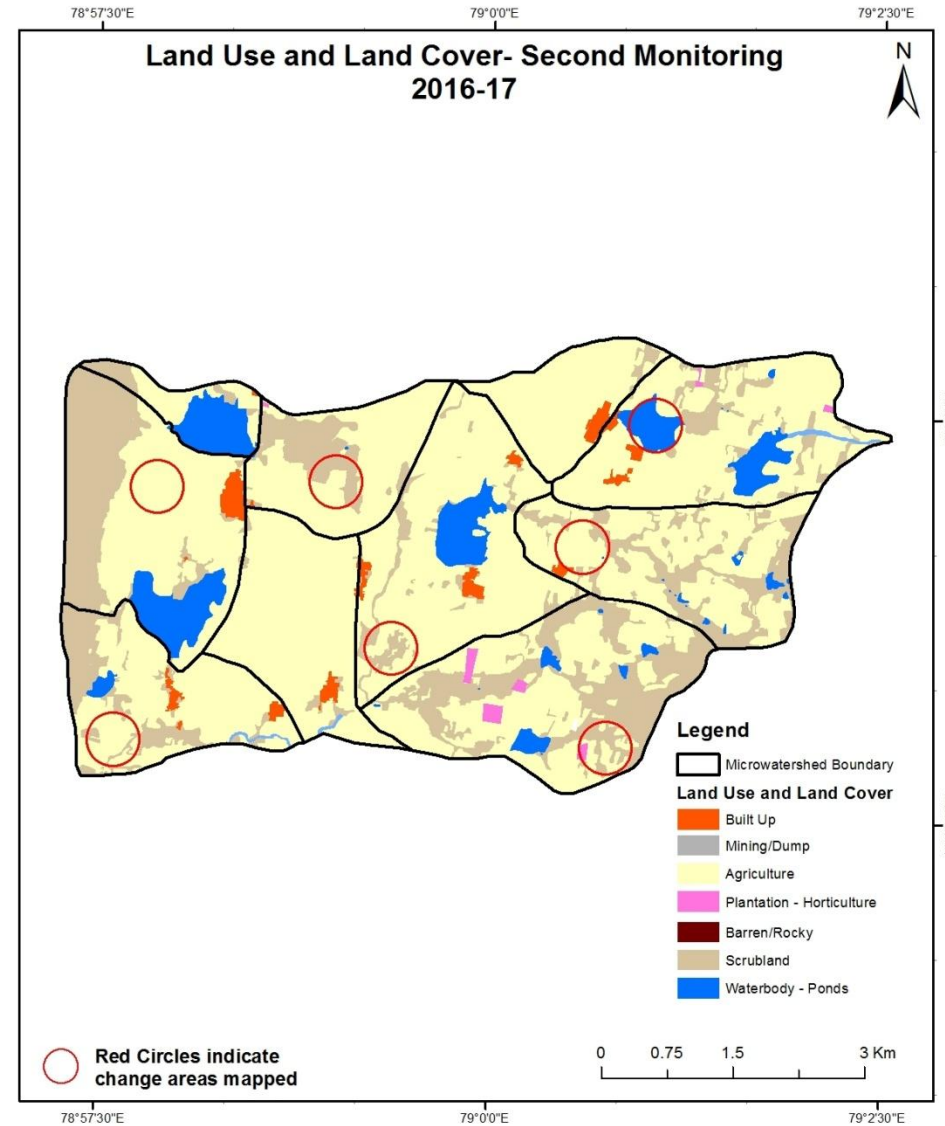 78°57'30"E 79°0'0"E 79°2'30"E
Land Use and Land Cover- Second Monitoring
2016-17
N
Legend
Microwatershed Boundary
Land Use and Land Cover
Built Up
Mining/Dump
Agriculture
Plantation - Horticulture
Barren/Rocky
Scrubland
Waterbody - Ponds
Red Circles indicate
change areas mapped
0 0.75 1.5 3 Km
78°57'30"E 79°0'0"E 79°2'30"E